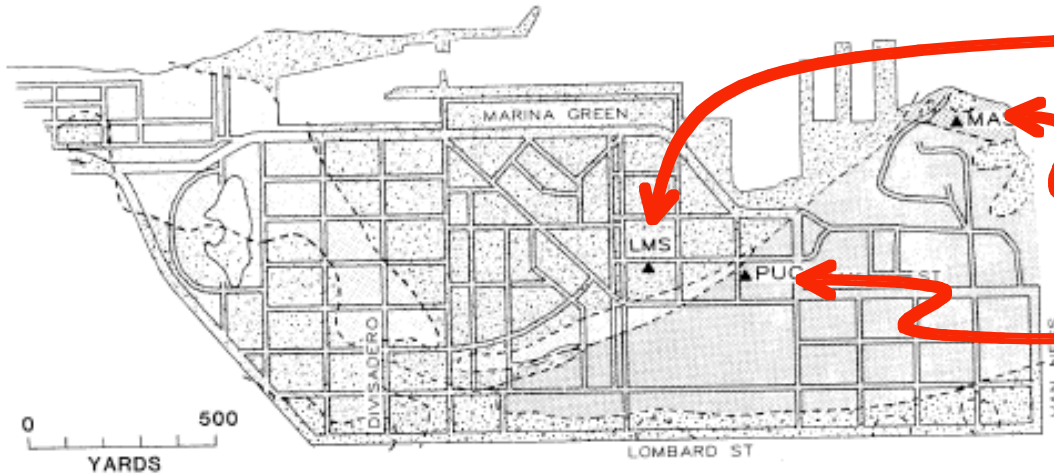 MARINA GREEN
MA
LMS
PUC
ST
DIVISADERO
0 500
YARDS
LOMBARD ST